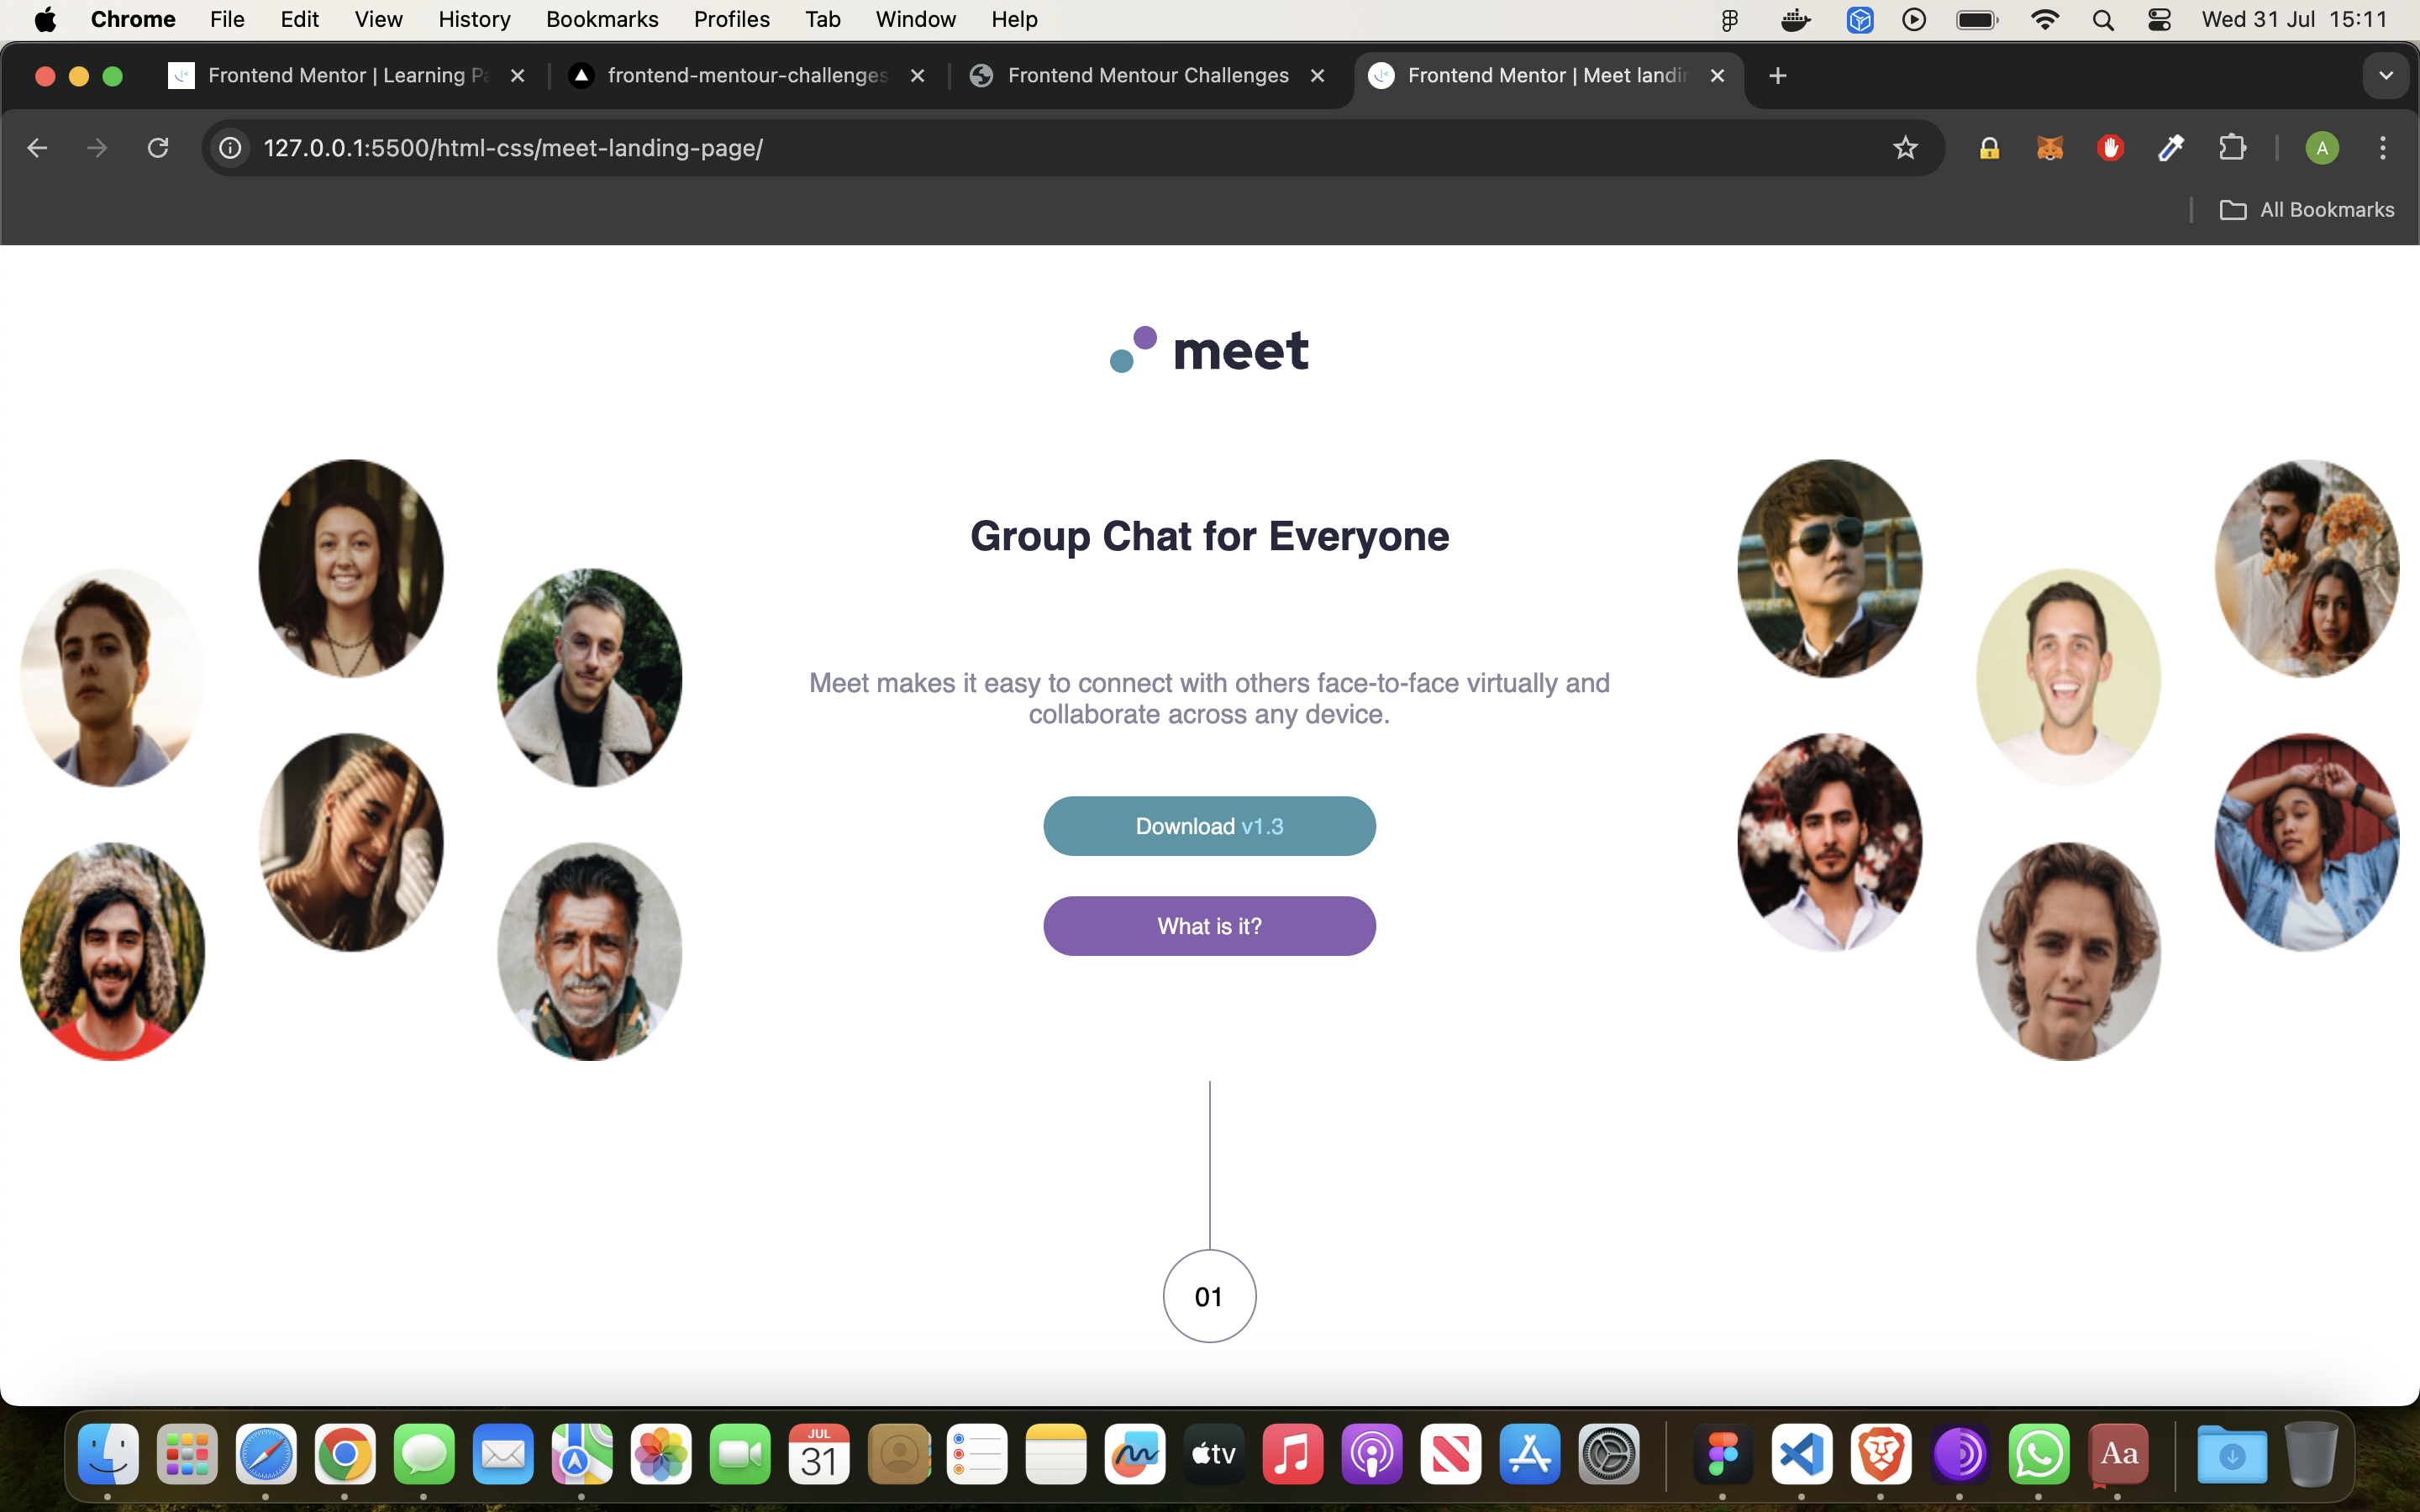 Chrome File Edit View History Bookmarks Profiles Tab Window Help Wed 31 Jul 15:11
Frontend Mentor | Learning Pa frontend-mentour-challenges Frontend Mentour Challenges Frontend Mentor | Meet landin
127.0.0.1:5500/html-css/meet-landing-page/ A
All Bookmarks
meet
Group Chat for Everyone
Meet makes it easy to connect with others face-to-face virtually and
collaborate across any device.
Download v1.3
What is it?
01
JUL
31
tv
Aa